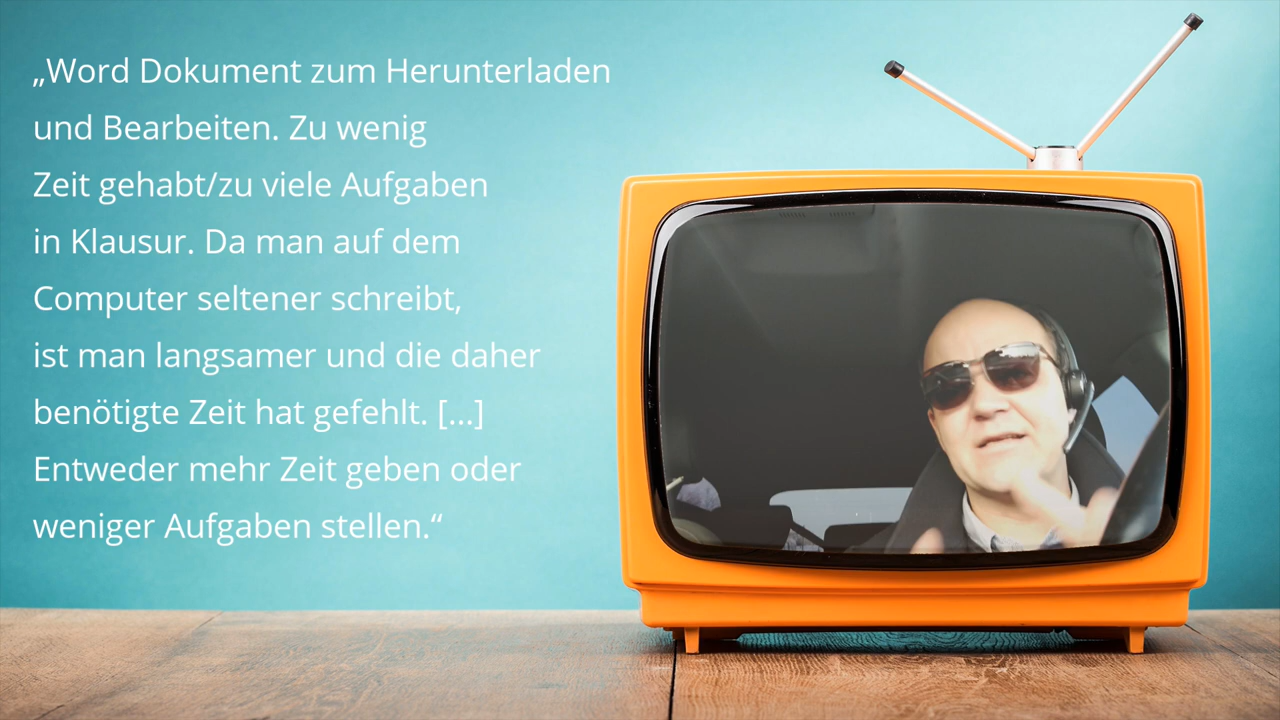 „Word Dokument zum Herunterladen
und Bearbeiten. Zu wenig
Zeit gehabt/zu viele Aufgaben
in Klausur. Da man auf dem
Computer seltener schreibt,
ist man langsamer und die daher
benötigte Zeit hat gefehlt. [...]
Entweder mehr Zeit geben oder
weniger Aufgaben stellen.“